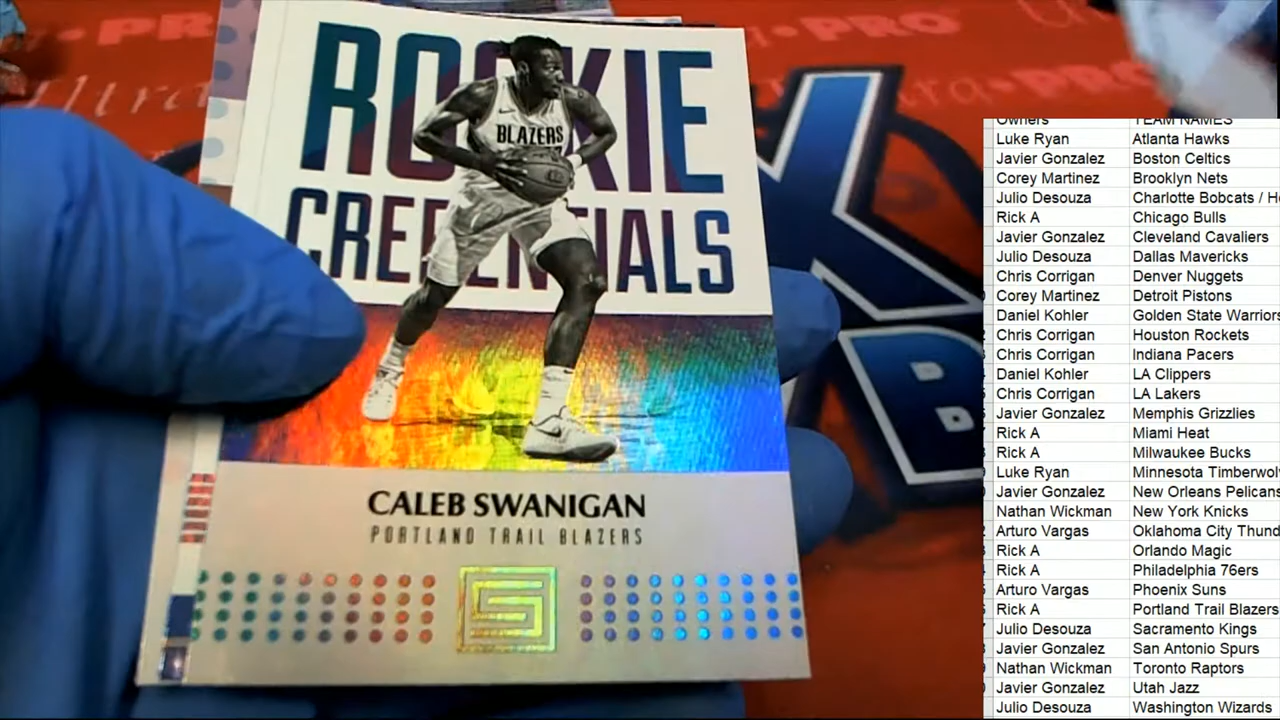 ROOKIE
CREDENTIALS
BLAZERS
CALEB SWANIGAN
PORTLAND TRAIL BLAZERS
Owners TEAM NAMES
Luke Ryan Atlanta Hawks
Javier Gonzalez Boston Celtics
Corey Martinez Brooklyn Nets
Julio Desouza Charlotte Bobcats / Ho
Rick A Chicago Bulls
Javier Gonzalez Cleveland Cavaliers
Julio Desouza Dallas Mavericks
Chris Corrigan Denver Nuggets
Corey Martinez Detroit Pistons
Daniel Kohler Golden State Warriors
Chris Corrigan Houston Rockets
Chris Corrigan Indiana Pacers
Daniel Kohler LA Clippers
Chris Corrigan LA Lakers
Javier Gonzalez Memphis Grizzlies
Rick A Miami Heat
Rick A Milwaukee Bucks
Luke Ryan Minnesota Timberwol
Javier Gonzalez New Orleans Pelicans
Nathan Wickman New York Knicks
Arturo Vargas Oklahoma City Thund
Rick A Orlando Magic
Rick A Philadelphia 76ers
Arturo Vargas Phoenix Suns
Rick A Portland Trail Blazers
Julio Desouza Sacramento Kings
Javier Gonzalez San Antonio Spurs
Nathan Wickman Toronto Raptors
Javier Gonzalez Utah Jazz
Julio Desouza Washington Wizards